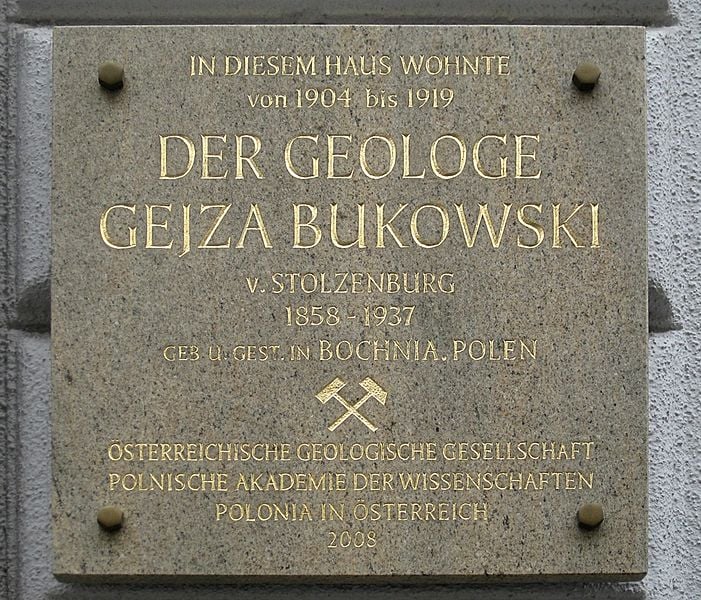 IN DIESEM HAUS WOHNTE
von 1904 bis 1919
DER GEOLOGE
GEJZA BUKOWSKI
v. STOLZENBURG
1858 - 1937
GEB. U. GEST. IN BOCHNIA. POLEN
ÖSTERREICHISCHE GEOLOGISCHE GESELLSCHAFT
POLNISCHE AKADEMIE DER WISSENSCHAFTEN
POLONIA IN ÖSTERREICH
2008